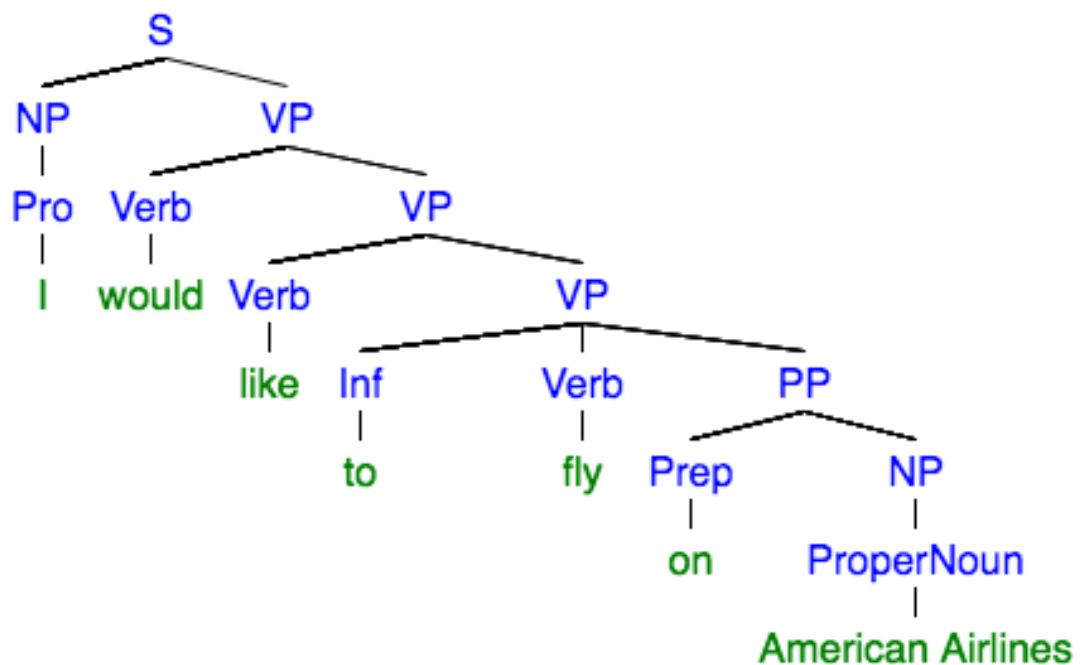 S
NP VP
Pro Verb VP
I would Verb VP
like Inf Verb PP
to fly Prep NP
on ProperNoun
American Airlines